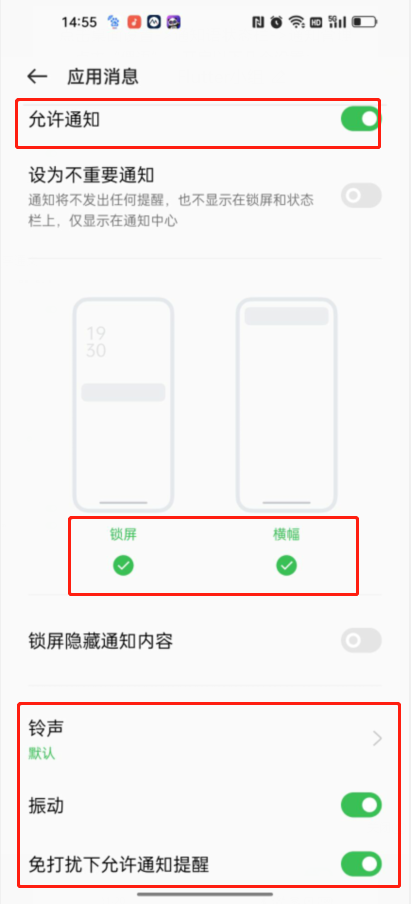 14:55
HD 5G
应用消息
允许通知
设为不重要通知
通知将不发出任何提醒，也不显示在锁屏和状态
栏上，仅显示在通知中心
19
30
锁屏 横幅
锁屏隐藏通知内容
铃声
默认
振动
免打扰下允许通知提醒